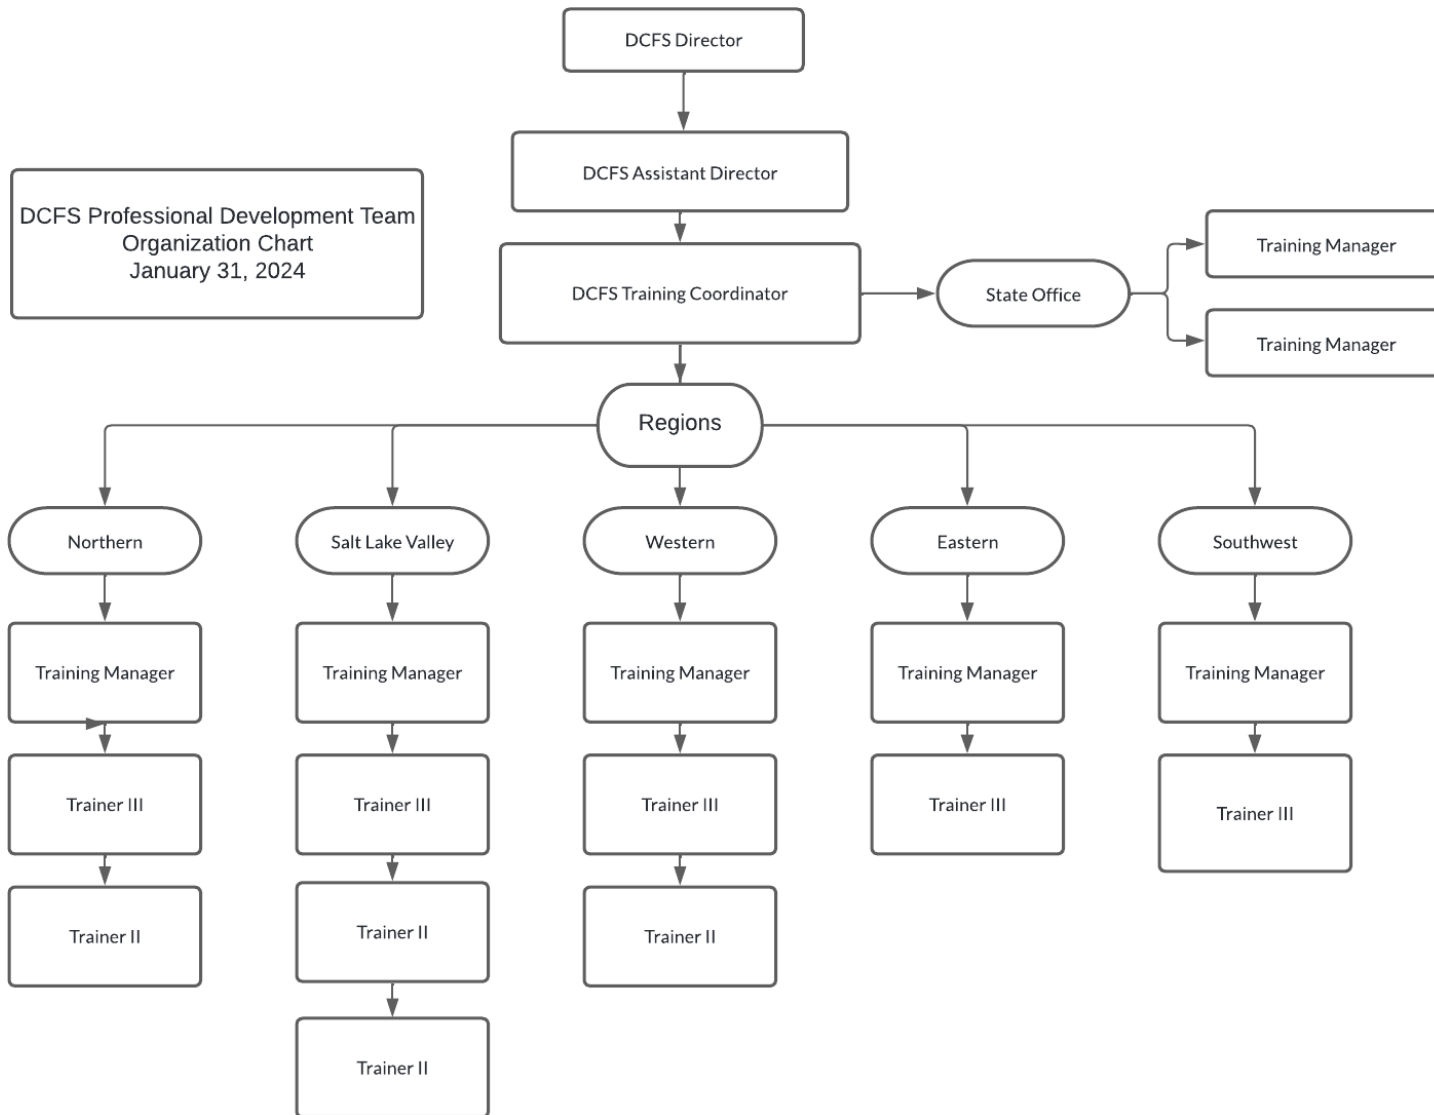 DCFS Director
DCFS Assistant Director
DCFS Professional Development Team
Organization Chart
January 31, 2024
DCFS Training Coordinator
State Office
Training Manager
Training Manager
Regions
Northern
Salt Lake Valley
Western
Eastern
Southwest
Training Manager
Training Manager
Training Manager
Training Manager
Training Manager
Trainer III
Trainer III
Trainer III
Trainer III
Trainer III
Trainer II
Trainer II
Trainer II
Trainer II